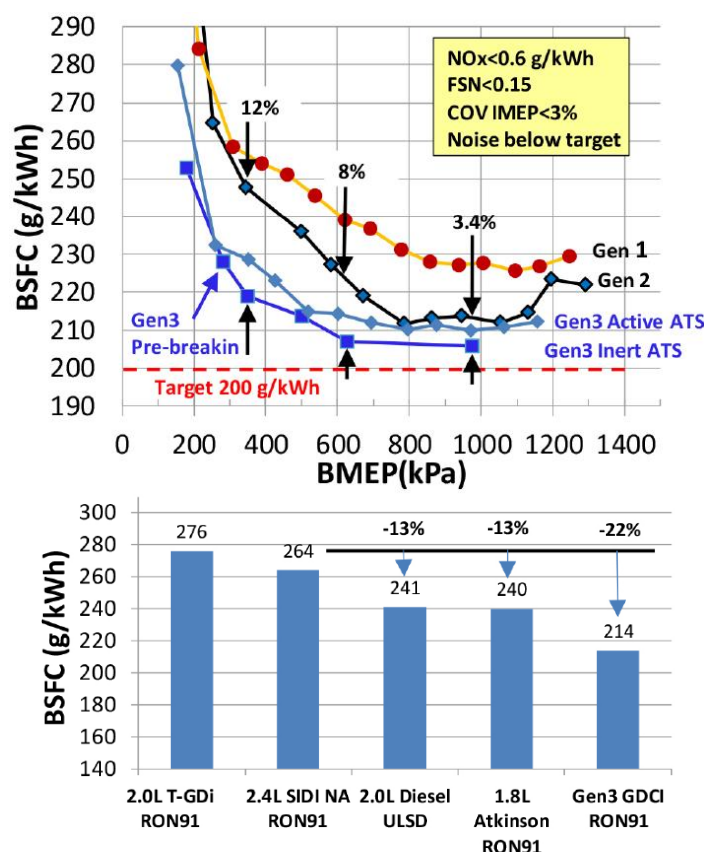 290
280
270
260
250
240
230
220
210
200
190
BSFC (g/kWh)
NOx<0.6 g/kWh
FSN<0.15
COV IMEP<3%
Noise below target
12%
8%
3.4%
Gen 1
Gen 2
Gen3 Active ATS
Gen3 Inert ATS
Gen3
Pre-breakin
Target 200 g/kWh
0 200 400 600 800 1000 1200 1400
BMEP(kPa)
300
280
260
240
220
200
180
160
140
BSFC (g/kWh)
-13% -13% -22%
276 264 241 240 214
2.0L T-GDi
RON91
2.4L SIDI NA
RON91
2.0L Diesel
ULSD
1.8L
Atkinson
RON91
Gen3 GDCI
RON91